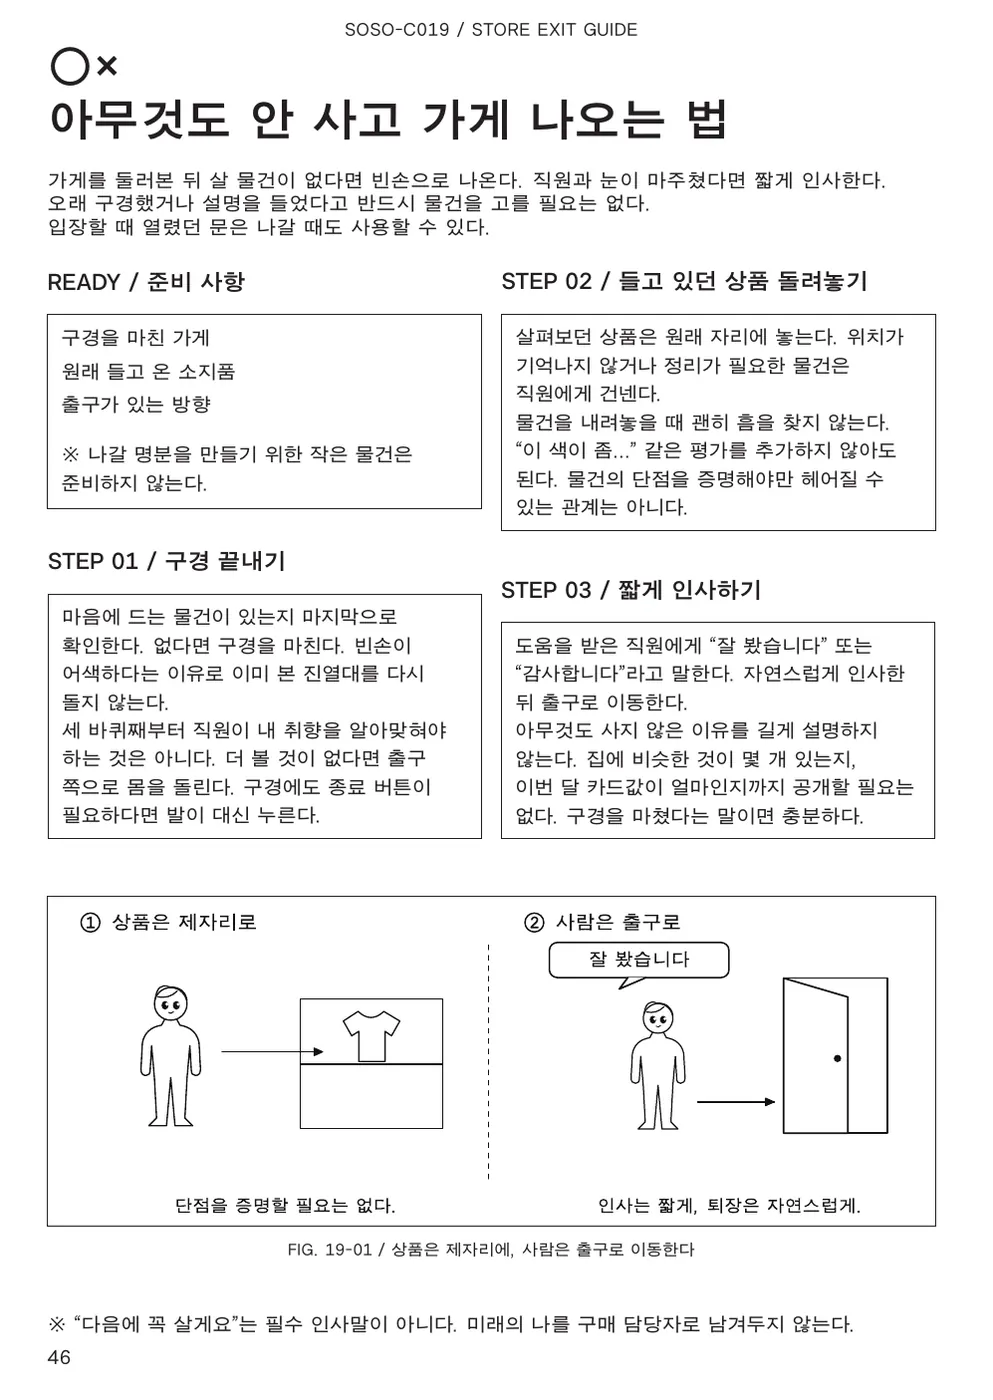 SOSO-C019 / STORE EXIT GUIDE
○×
아무것도 안 사고 가게 나오는 법
가게를 둘러본 뒤 살 물건이 없다면 빈손으로 나온다. 직원과 눈이 마주쳤다면 짧게 인사한다.
오래 구경했거나 설명을 들었다고 반드시 물건을 고를 필요는 없다.
입장할 때 열렸던 문은 나갈 때도 사용할 수 있다.
READY / 준비 사항
구경을 마친 가게
원래 들고 온 소지품
출구가 있는 방향
※ 나갈 명분을 만들기 위한 작은 물건은
준비하지 않는다.
STEP 01 / 구경 끝내기
마음에 드는 물건이 있는지 마지막으로
확인한다. 없다면 구경을 마친다. 빈손이
어색하다는 이유로 이미 본 진열대를 다시
돌지 않는다.
세 바퀴째부터 직원이 내 취향을 알아맞혀야
하는 것은 아니다. 더 볼 것이 없다면 출구
쪽으로 몸을 돌린다. 구경에도 종료 버튼이
필요하다면 발이 대신 누른다.
STEP 02 / 들고 있던 상품 돌려놓기
살펴보던 상품은 원래 자리에 놓는다. 위치가
기억나지 않거나 정리가 필요한 물건은
직원에게 건넨다.
물건을 내려놓을 때 괜히 흠을 찾지 않는다.
“이 색이 좀...” 같은 평가를 추가하지 않아도
된다. 물건의 단점을 증명해야만 헤어질 수
있는 관계는 아니다.
STEP 03 / 짧게 인사하기
도움을 받은 직원에게 “잘 봤습니다” 또는
“감사합니다”라고 말한다. 자연스럽게 인사한
뒤 출구로 이동한다.
아무것도 사지 않은 이유를 길게 설명하지
않는다. 집에 비슷한 것이 몇 개 있는지,
이번 달 카드값이 얼마인지까지 공개할 필요는
없다. 구경을 마쳤다는 말이면 충분하다.
① 상품은 제자리로
단점을 증명할 필요는 없다.
② 사람은 출구로
잘 봤습니다
인사는 짧게, 퇴장은 자연스럽게.
FIG. 19-01 / 상품은 제자리에, 사람은 출구로 이동한다
※ “다음에 꼭 살게요”는 필수 인사말이 아니다. 미래의 나를 구매 담당자로 남겨두지 않는다.
46